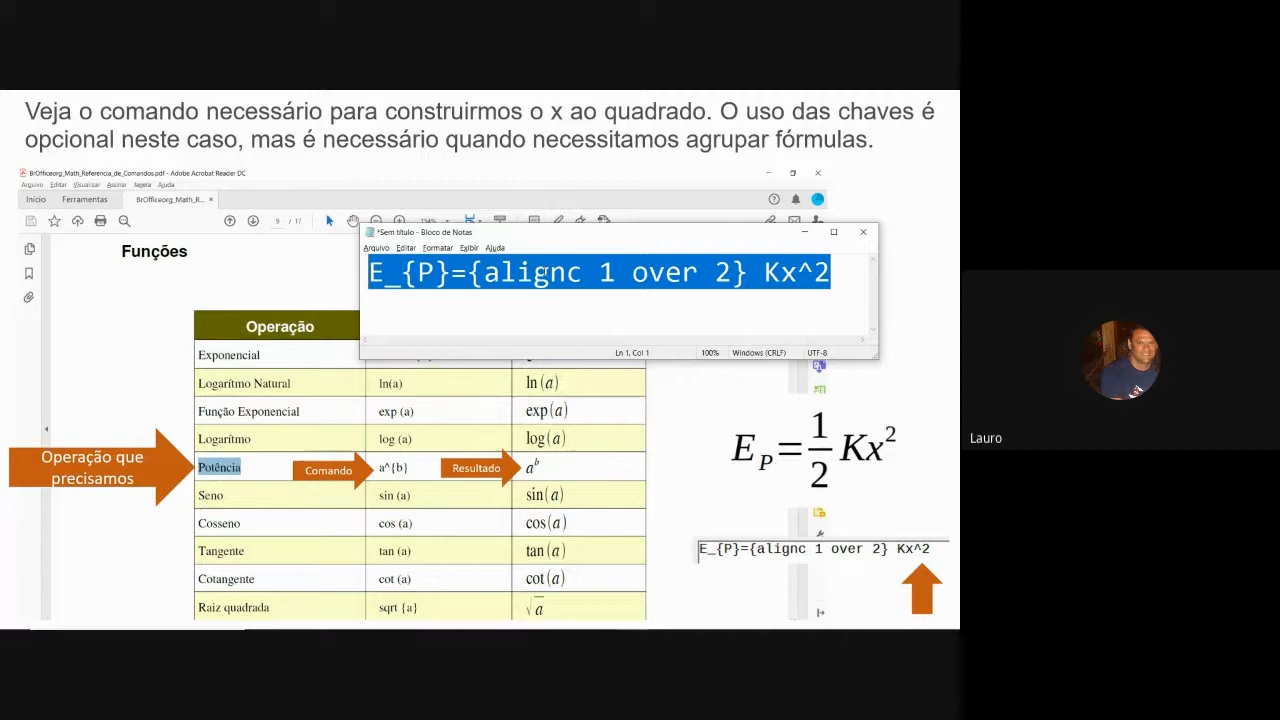 Veja o comando necessário para construirmos o x ao quadrado. O uso das chaves é
opcional neste caso, mas é necessário quando necessitamos agrupar fórmulas.
BrOfficeorg_Math_Referencia_de_Comandos.pdf - Adobe Acrobat Reader DC
Arquivo Editar Visualizar Assinar Janela Ajuda
Início Ferramentas BrOfficeorg_Math_R... ×
9 / 17 154%
Funções
*Sem título - Bloco de Notas
Arquivo Editar Formatar Exibir Ajuda
E_{P}={alignc 1 over 2} Kx^2
Ln 1, Col 1 100% Windows (CRLF) UTF-8
Operação
Exponencial
Logarítmo Natural ln(a) ln(a)
Função Exponencial exp (a) exp(a)
Logarítmo log (a) log(a)
Operação que
precisamos
Potência Comando a^{b} Resultado a^b
Seno sin (a) sin(a)
Cosseno cos (a) cos(a)
Tangente tan (a) tan(a)
Cotangente cot (a) cot(a)
Raiz quadrada sqrt {a} √a
E_P = 1/2 Kx²
E_{P}={alignc 1 over 2} Kx^2
Lauro